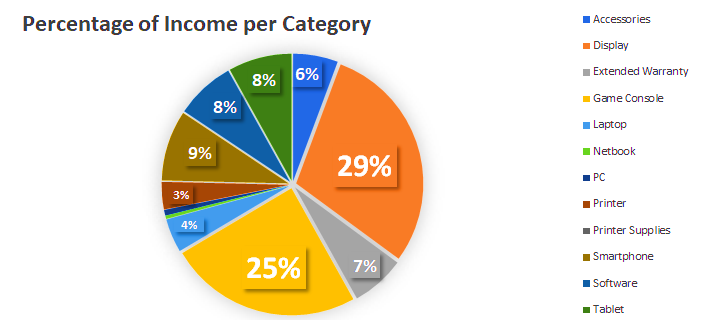 Percentage of Income per Category
Accessories
Display
Extended Warranty
Game Console
Laptop
Netbook
PC
Printer
Printer Supplies
Smartphone
Software
Tablet
6%
29%
7%
25%
4%
3%
9%
8%
8%